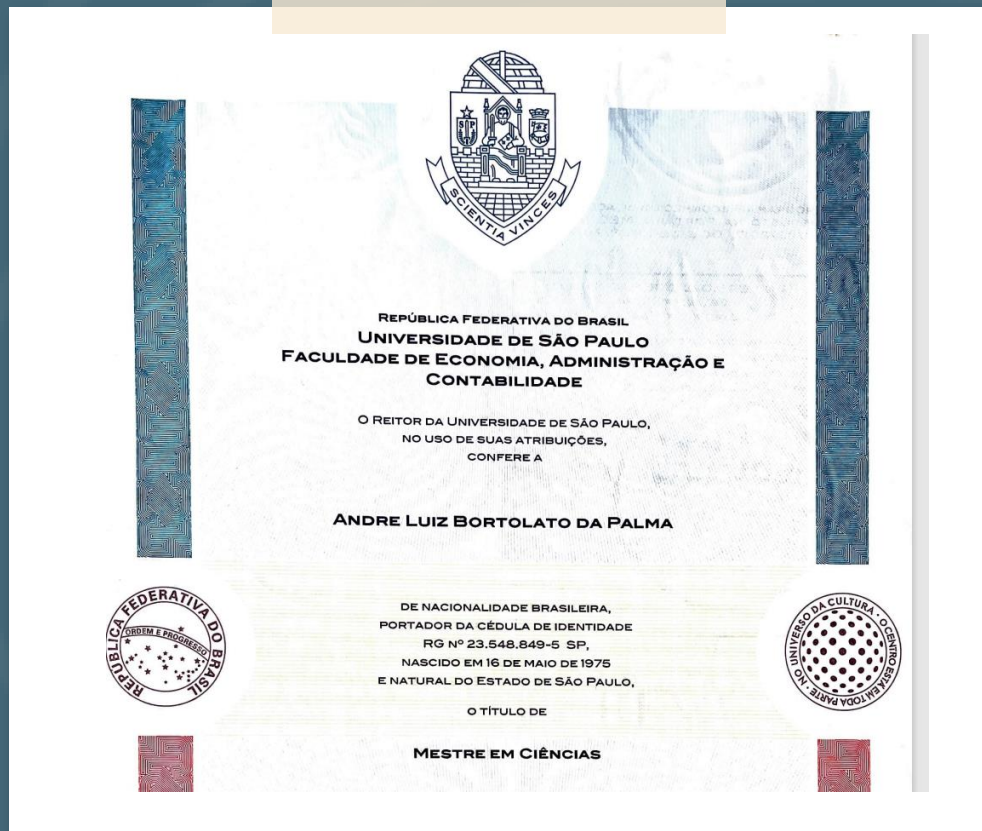 SP
SCIENTIA VINCES
REPÚBLICA FEDERATIVA DO BRASIL
UNIVERSIDADE DE SÃO PAULO
FACULDADE DE ECONOMIA, ADMINISTRAÇÃO E
CONTABILIDADE
O REITOR DA UNIVERSIDADE DE SÃO PAULO,
NO USO DE SUAS ATRIBUIÇÕES,
CONFERE A
ANDRE LUIZ BORTOLATO DA PALMA
DE NACIONALIDADE BRASILEIRA,
PORTADOR DA CÉDULA DE IDENTIDADE
RG Nº 23.548.849-5 SP,
NASCIDO EM 16 DE MAIO DE 1975
E NATURAL DO ESTADO DE SÃO PAULO,
O TÍTULO DE
MESTRE EM CIÊNCIAS
REPÚBLICA FEDERATIVA DO BRASIL
ORDEM E PROGRESSO
NO UNIVERSO DA CULTURA · O CENTRO ESTÁ EM TODA PARTE ·